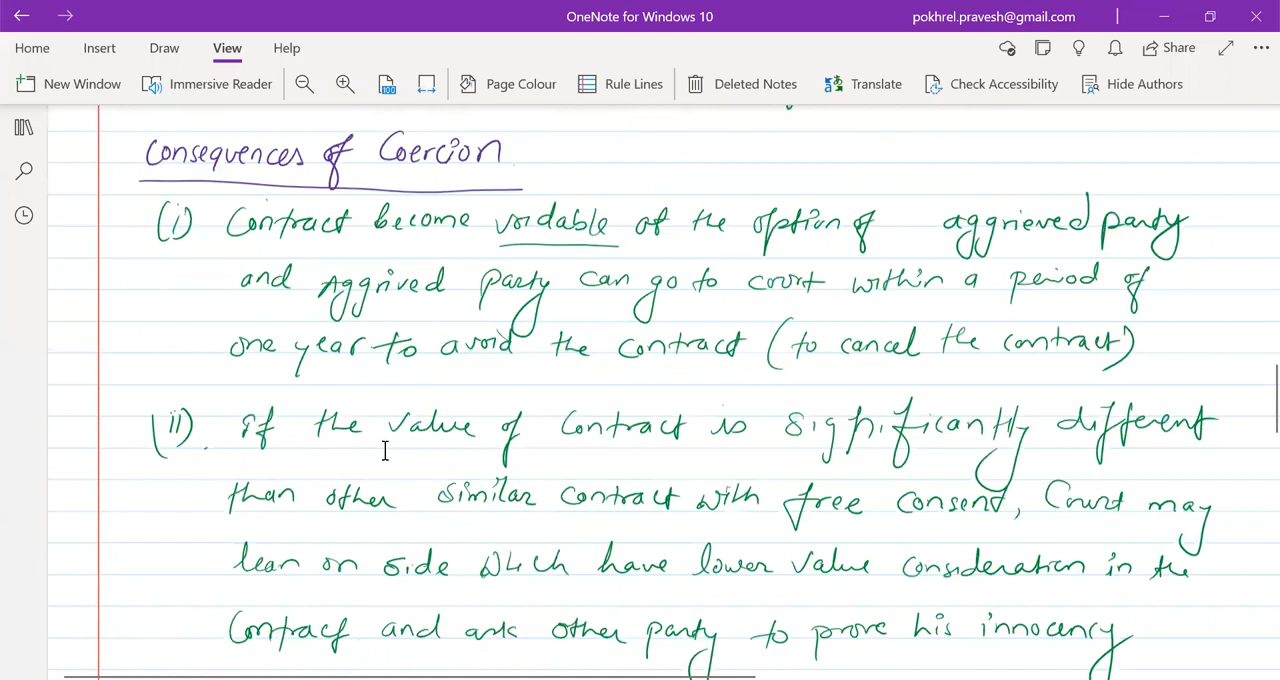 OneNote for Windows 10
pokhrel.pravesh@gmail.com
Home Insert Draw View Help
Share
New Window Immersive Reader 100 Page Colour Rule Lines Deleted Notes Translate Check Accessibility Hide Authors
Consequences of Coercion
(i) Contract become voidable at the option of aggrieved party
and Aggrived party can go to court within a period of
one year to avoid the contract (to cancel the contract)
(ii). if the value of contract is significantly different
than other similar contract with free consent, Court may
lean on side which have lower value consideration in the
Contract and ask other party to prove his innocency